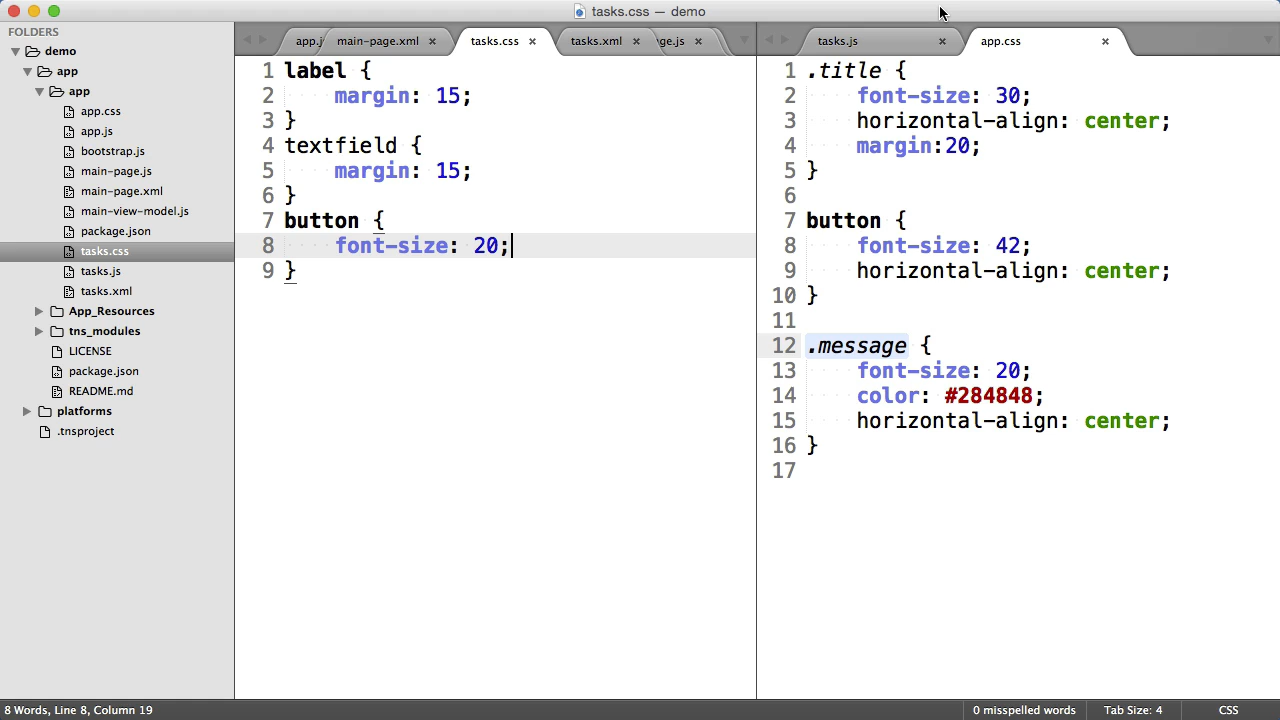 tasks.css — demo
FOLDERS
demo
app
app
app.css
app.js
bootstrap.js
main-page.js
main-page.xml
main-view-model.js
package.json
tasks.css
tasks.js
tasks.xml
App_Resources
tns_modules
LICENSE
package.json
README.md
platforms
.tnsproject
app.j main-page.xml × tasks.css × tasks.xml × ge.js ×
1 label {
2 margin: 15;
3 }
4 textfield {
5 margin: 15;
6 }
7 button {
8 font-size: 20;
9 }
tasks.js × app.css ×
1 .title {
2 font-size: 30;
3 horizontal-align: center;
4 margin:20;
5 }
6
7 button {
8 font-size: 42;
9 horizontal-align: center;
10 }
11
12 .message {
13 font-size: 20;
14 color: #284848;
15 horizontal-align: center;
16 }
17
8 Words, Line 8, Column 19
0 misspelled words
Tab Size: 4
CSS